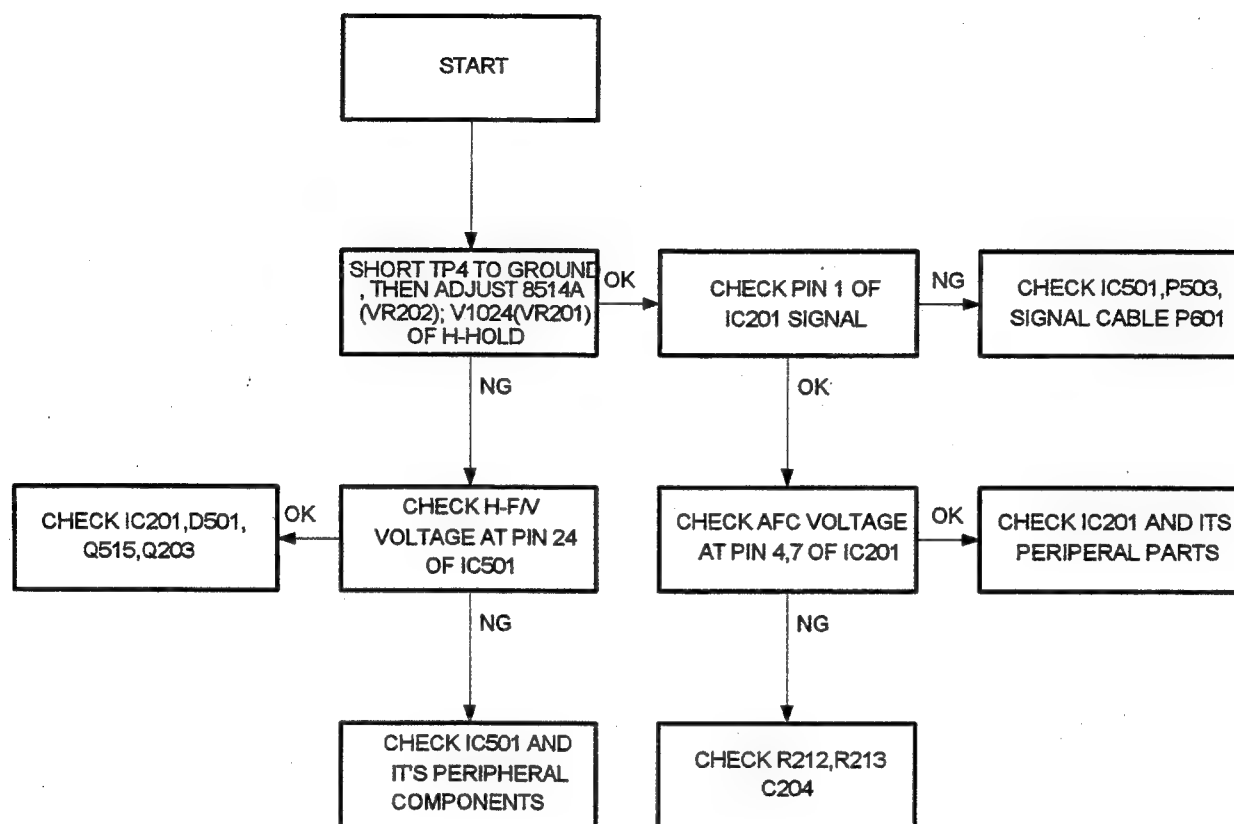 START
SHORT TP4 TO GROUND
, THEN ADJUST 8514A
(VR202); V1024(VR201)
OF H-HOLD
OK
CHECK PIN 1 OF
IC201 SIGNAL
NG
CHECK IC501,P503,
SIGNAL CABLE P601
NG
OK
CHECK IC201,D501,
Q515,Q203
OK
CHECK H-F/V
VOLTAGE AT PIN 24
OF IC501
CHECK AFC VOLTAGE
AT PIN 4,7 OF IC201
OK
CHECK IC201 AND ITS
PERIPERAL PARTS
NG
NG
CHECK IC501 AND
IT'S PERIPHERAL
COMPONENTS
CHECK R212,R213
C204